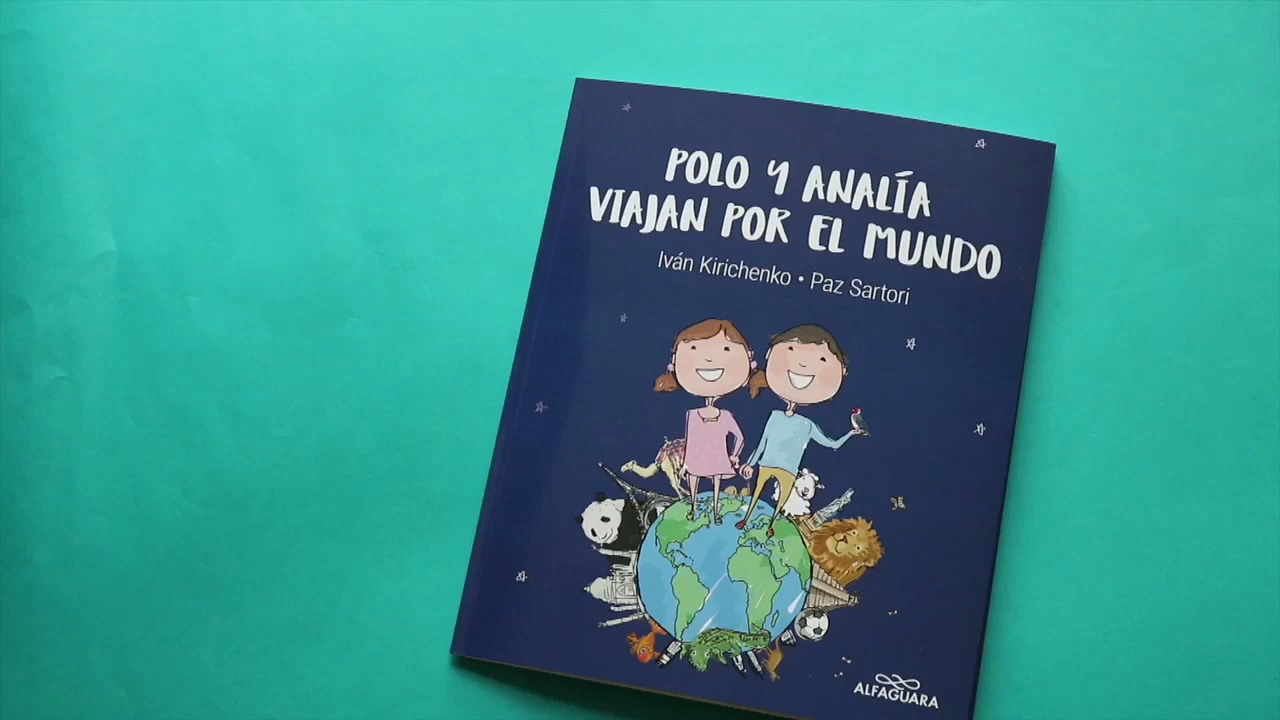 POLO Y ANALÍA
VIAJAN POR EL MUNDO
Iván Kirichenko • Paz Sartori
ALFAGUARA